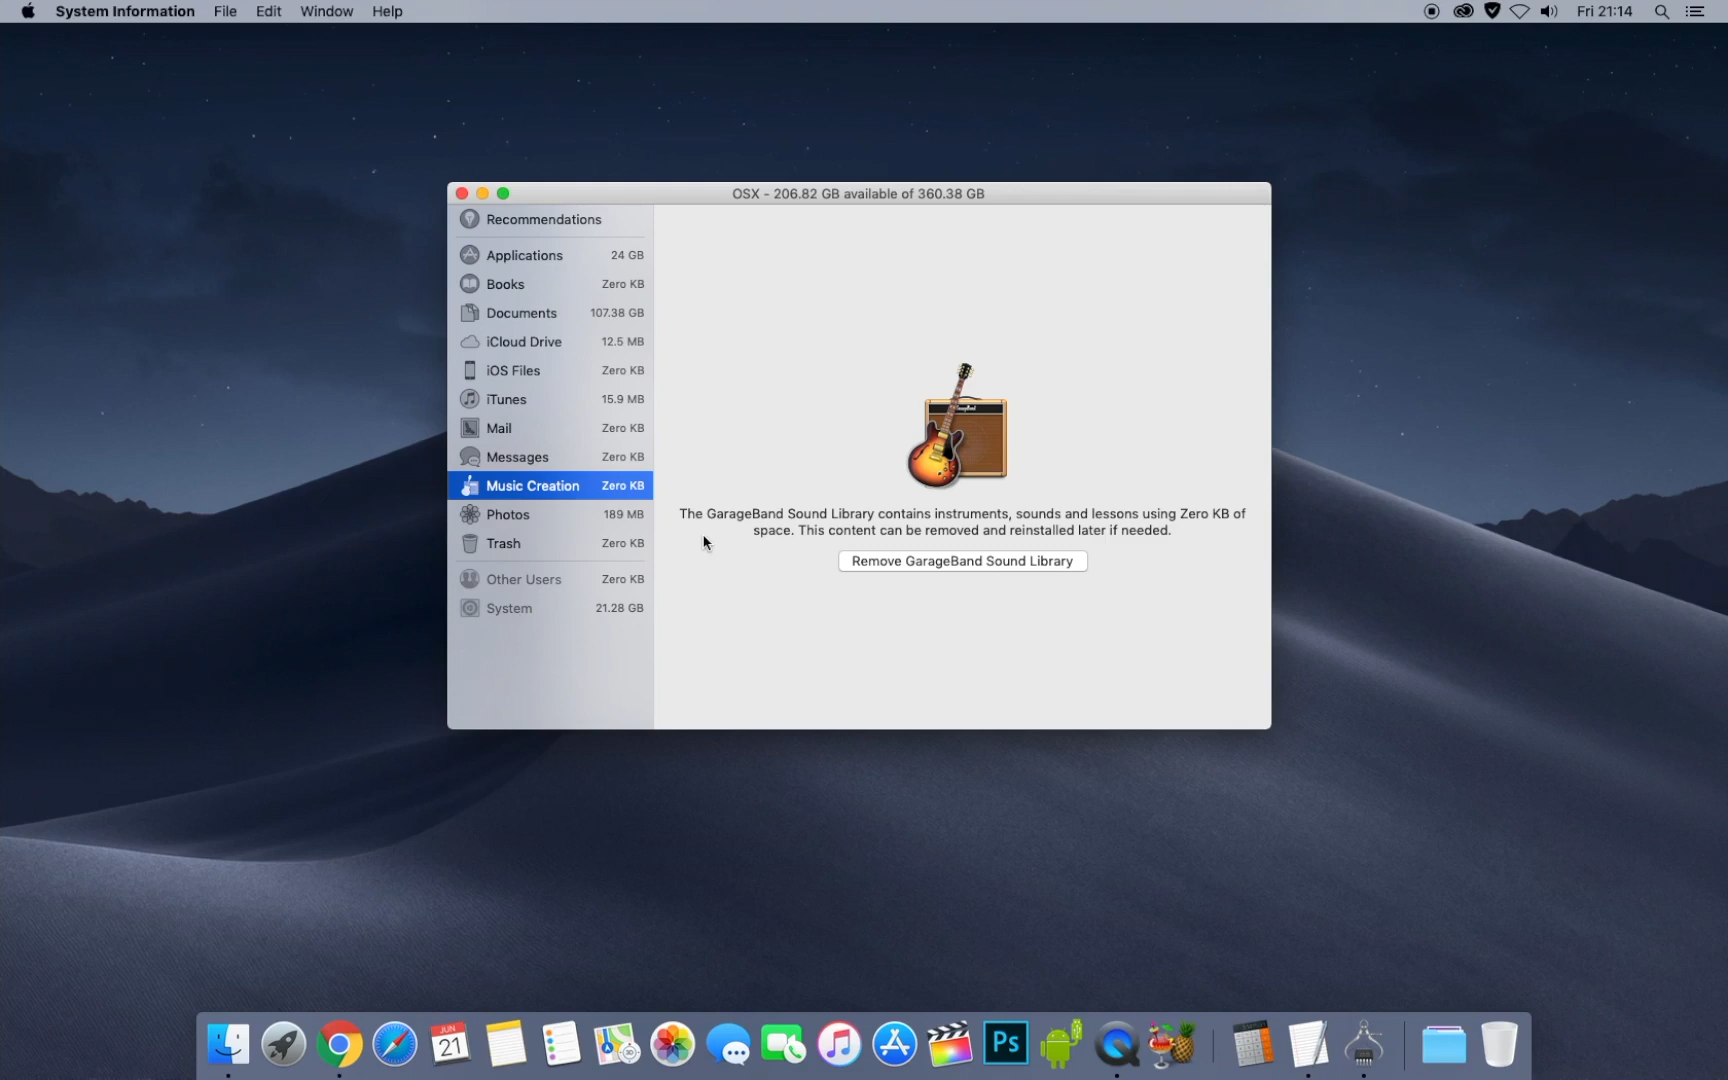 System Information File Edit Window Help Fri 21:14
OSX - 206.82 GB available of 360.38 GB
Recommendations
Applications 24 GB
Books Zero KB
Documents 107.38 GB
iCloud Drive 12.5 MB
iOS Files Zero KB
iTunes 15.9 MB
Mail Zero KB
Messages Zero KB
Music Creation Zero KB
Photos 189 MB
Trash Zero KB
Other Users Zero KB
System 21.28 GB
The GarageBand Sound Library contains instruments, sounds and lessons using Zero KB of
space. This content can be removed and reinstalled later if needed.
Remove GarageBand Sound Library
JUN
21
3D
Ps